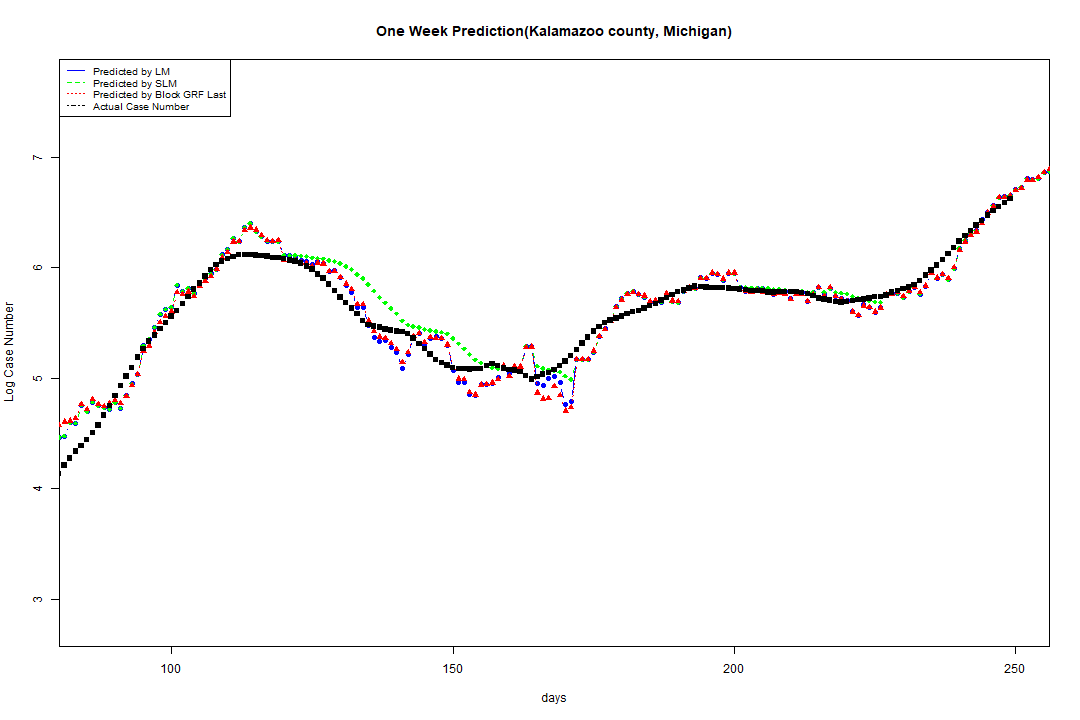 One Week Prediction(Kalamazoo county, Michigan)
Predicted by LM
Predicted by SLM
Predicted by Block GRF Last
Actual Case Number
7
6
5
4
3
Log Case Number
100 150 200 250
days